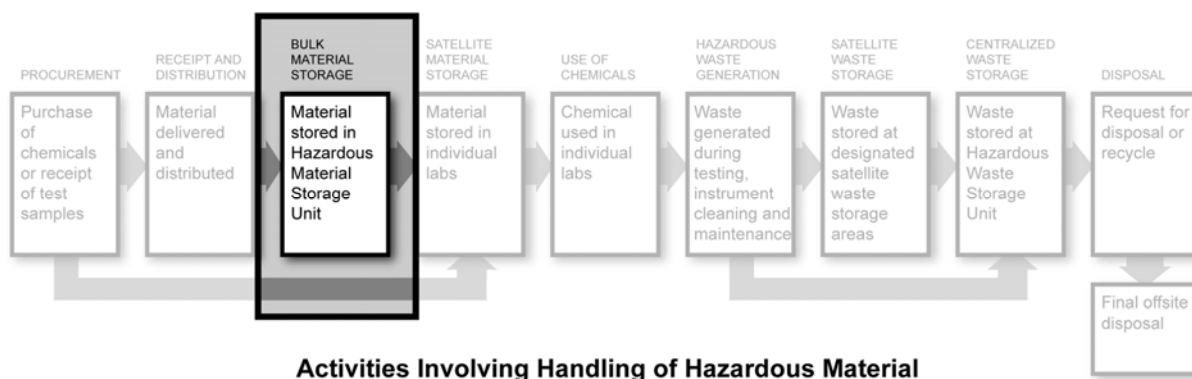 PROCUREMENT
Purchase
of
chemicals
or receipt
of test
samples
RECEIPT AND
DISTRIBUTION
Material
delivered
and
distributed
BULK
MATERIAL
STORAGE
Material
stored in
Hazardous
Material
Storage
Unit
SATELLITE
MATERIAL
STORAGE
Material
stored in
individual
labs
USE OF
CHEMICALS
Chemical
used in
individual
labs
HAZARDOUS
WASTE
GENERATION
Waste
generated
during
testing,
instrument
cleaning and
maintenance
SATELLITE
WASTE
STORAGE
Waste
stored at
designated
satellite
waste
storage
areas
CENTRALIZED
WASTE
STORAGE
Waste
stored at
Hazardous
Waste
Storage
Unit
DISPOSAL
Request for
disposal or
recycle
Final offsite
disposal
Activities Involving Handling of Hazardous Material